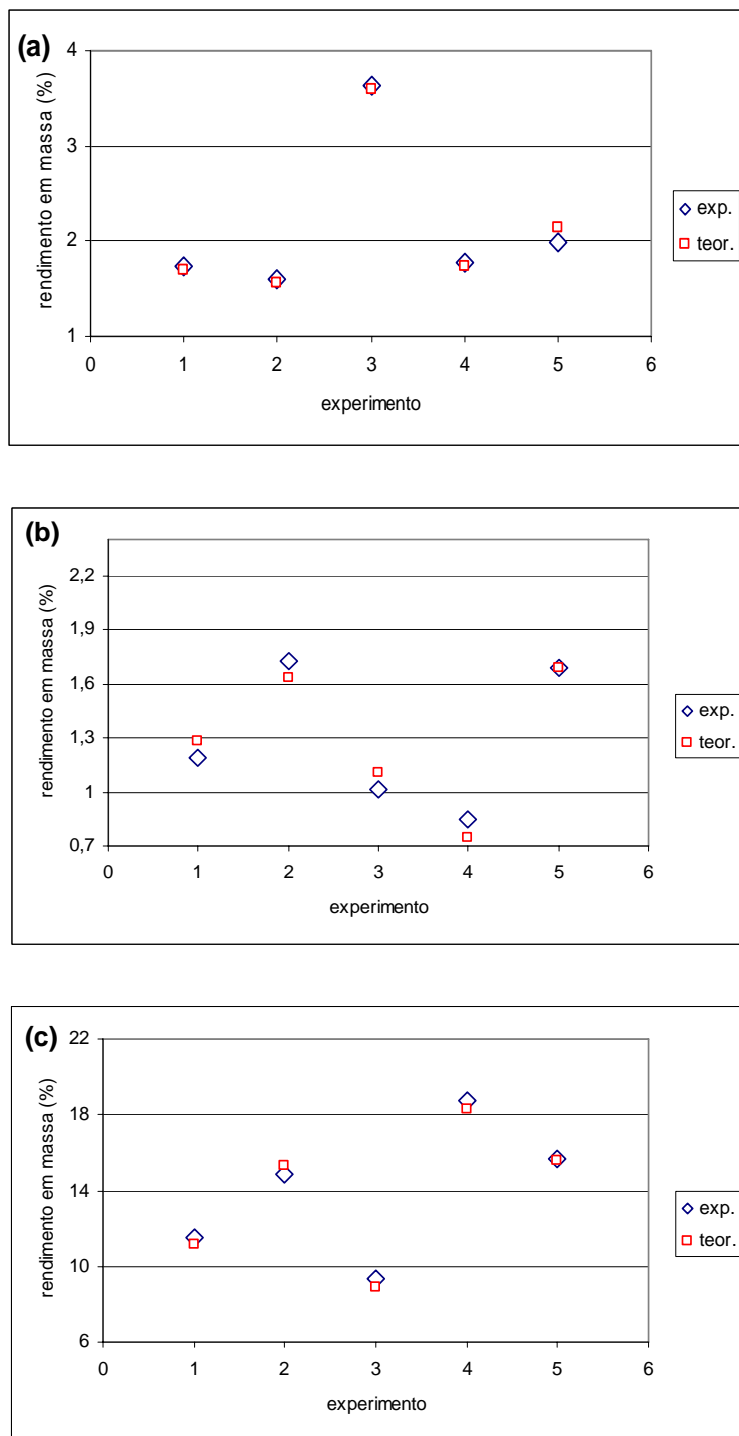 (a)
rendimento em massa (%)
4
3
2
1
0 1 2 3 4 5 6
experimento
exp.
teor.
(b)
rendimento em massa (%)
2,2
1,9
1,6
1,3
1
0,7
0 1 2 3 4 5 6
experimento
exp.
teor.
(c)
rendimento em massa (%)
22
18
14
10
6
0 1 2 3 4 5 6
experimento
exp.
teor.